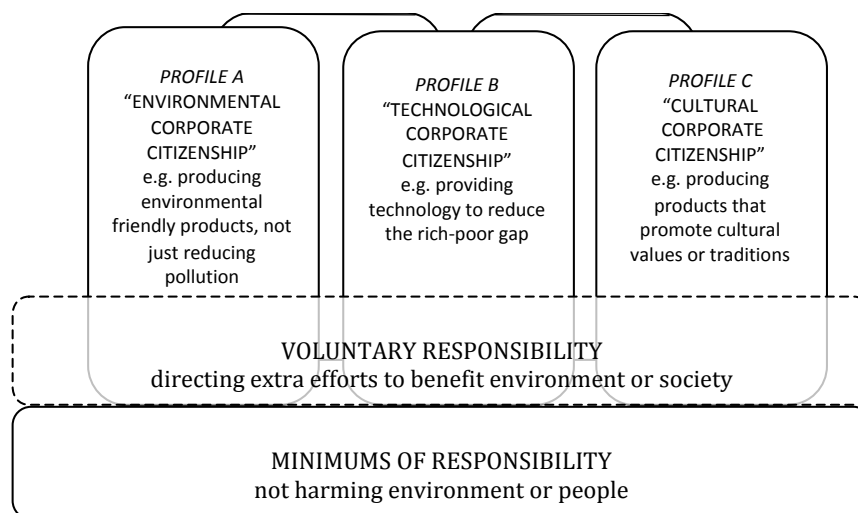 PROFILE A
“ENVIRONMENTAL
CORPORATE
CITIZENSHIP”
e.g. producing
environmental
friendly products, not
just reducing
pollution
PROFILE B
“TECHNOLOGICAL
CORPORATE
CITIZENSHIP”
e.g. providing
technology to reduce
the rich-poor gap
PROFILE C
“CULTURAL
CORPORATE
CITIZENSHIP”
e.g. producing
products that
promote cultural
values or traditions
VOLUNTARY RESPONSIBILITY
directing extra efforts to benefit environment or society
MINIMUMS OF RESPONSIBILITY
not harming environment or people